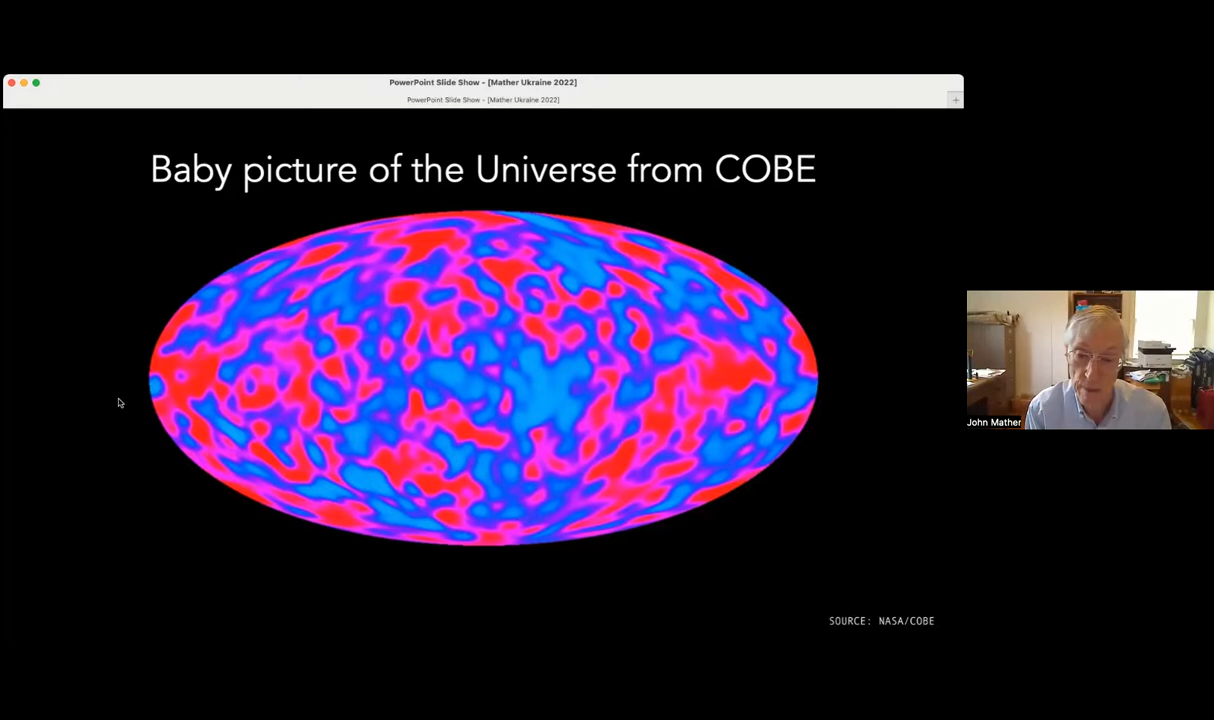 PowerPoint Slide Show - [Mather Ukraine 2022]
PowerPoint Slide Show - [Mather Ukraine 2022]
Baby picture of the Universe from COBE
John Mather
SOURCE: NASA/COBE